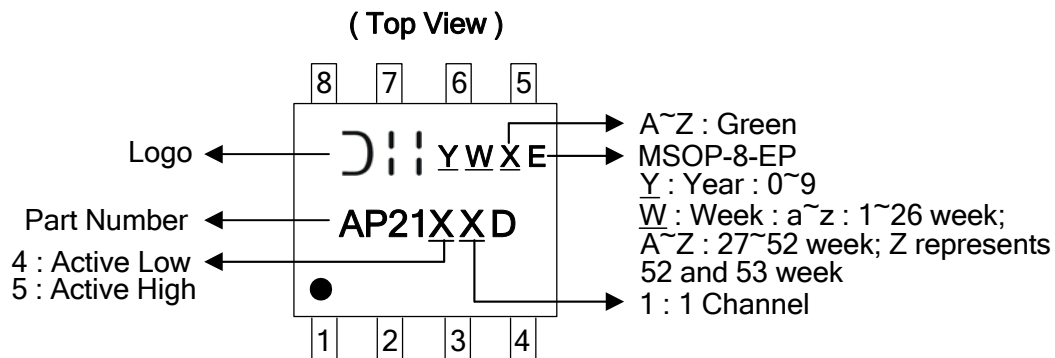 ( Top View )
8 7 6 5
Logo
Y W X E
A~Z : Green
MSOP-8-EP
Y : Year : 0~9
W : Week : a~z : 1~26 week;
A~Z : 27~52 week; Z represents
52 and 53 week
Part Number
AP21XXD
4 : Active Low
5 : Active High
1 : 1 Channel
1 2 3 4